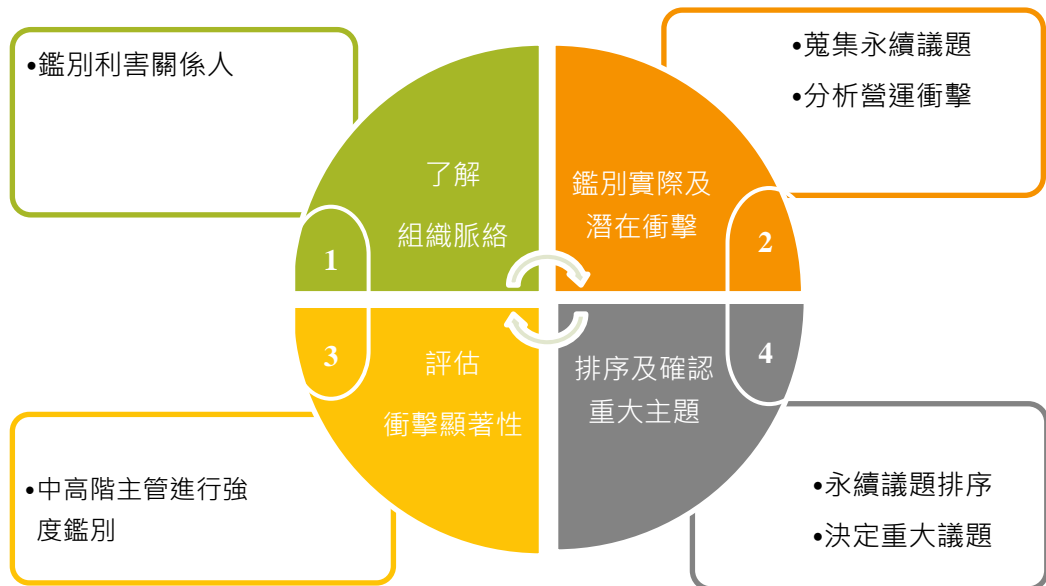 •鑑別利害關係人
了解
組織脈絡
1
•蒐集永續議題
•分析營運衝擊
鑑別實際及
潛在衝擊
2
3
評估
衝擊顯著性
•中高階主管進行強
度鑑別
排序及確認
重大主題
4
•永續議題排序
•決定重大議題